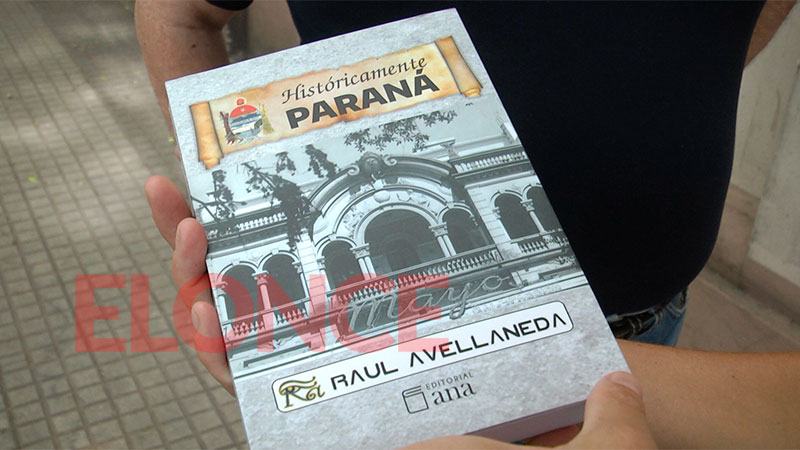 Históricamente
PARANÁ
Mayo
ELONCE
RAUL AVELLANEDA
EDITORIAL
ana